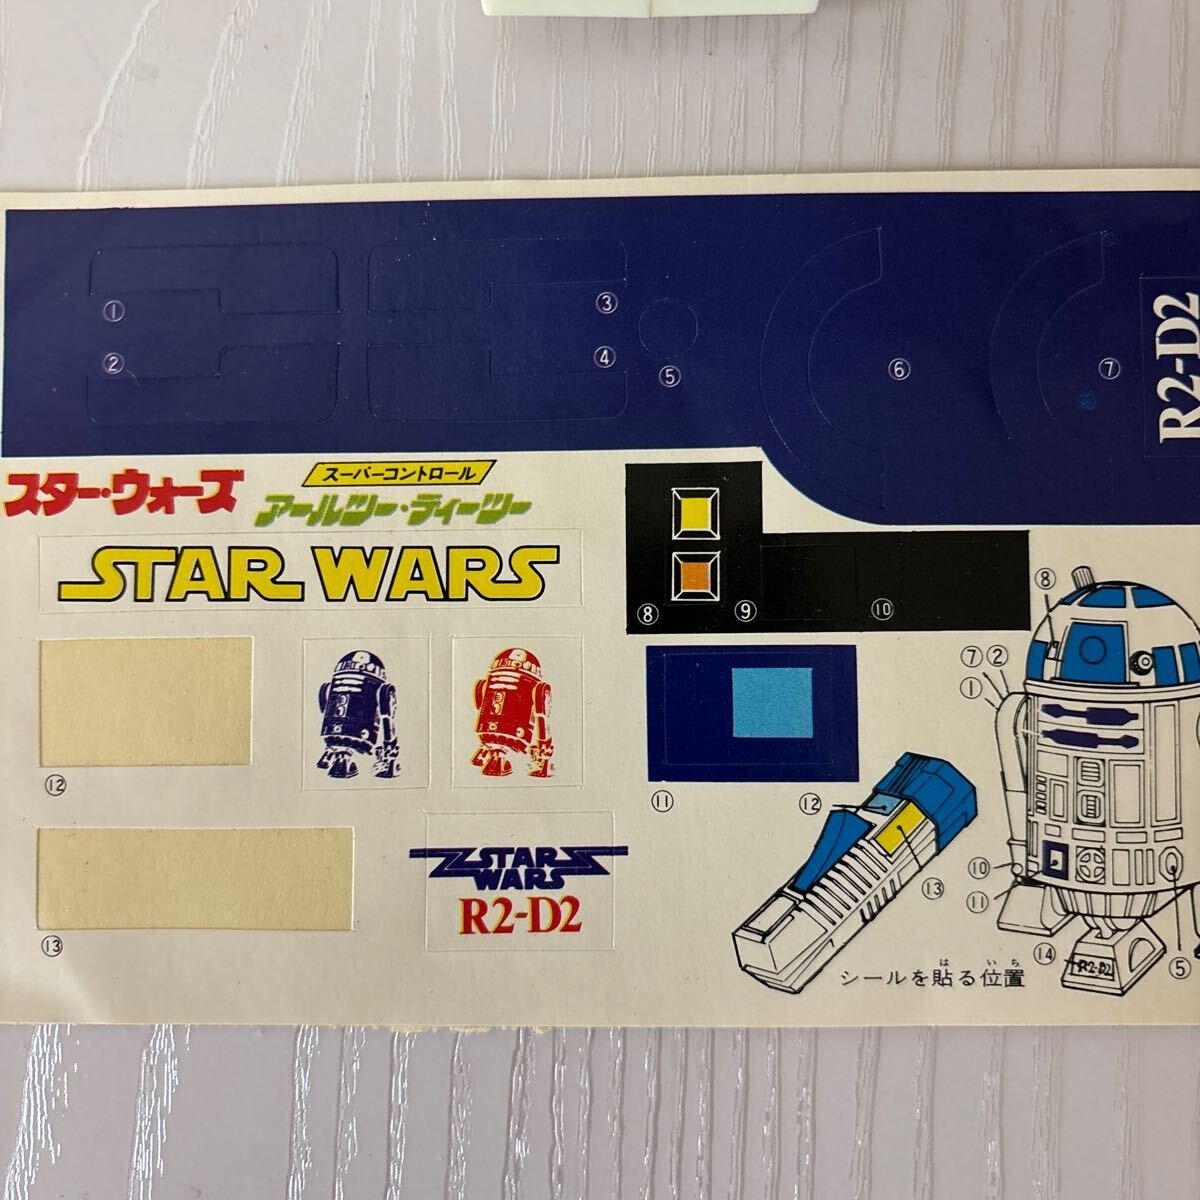 ①
②
③
④
⑤
⑥
⑦
R2-D2
スター・ウォーズ
スーパーコントロール
アールツー・ディーツー
STAR WARS
⑧
⑨
⑩
⑪
⑫
⑬
STAR
WARS
R2-D2
⑧
⑦②
①
⑩
⑪
⑫
⑬
⑭
R2-D2
⑤
はいち
シールを貼る位置